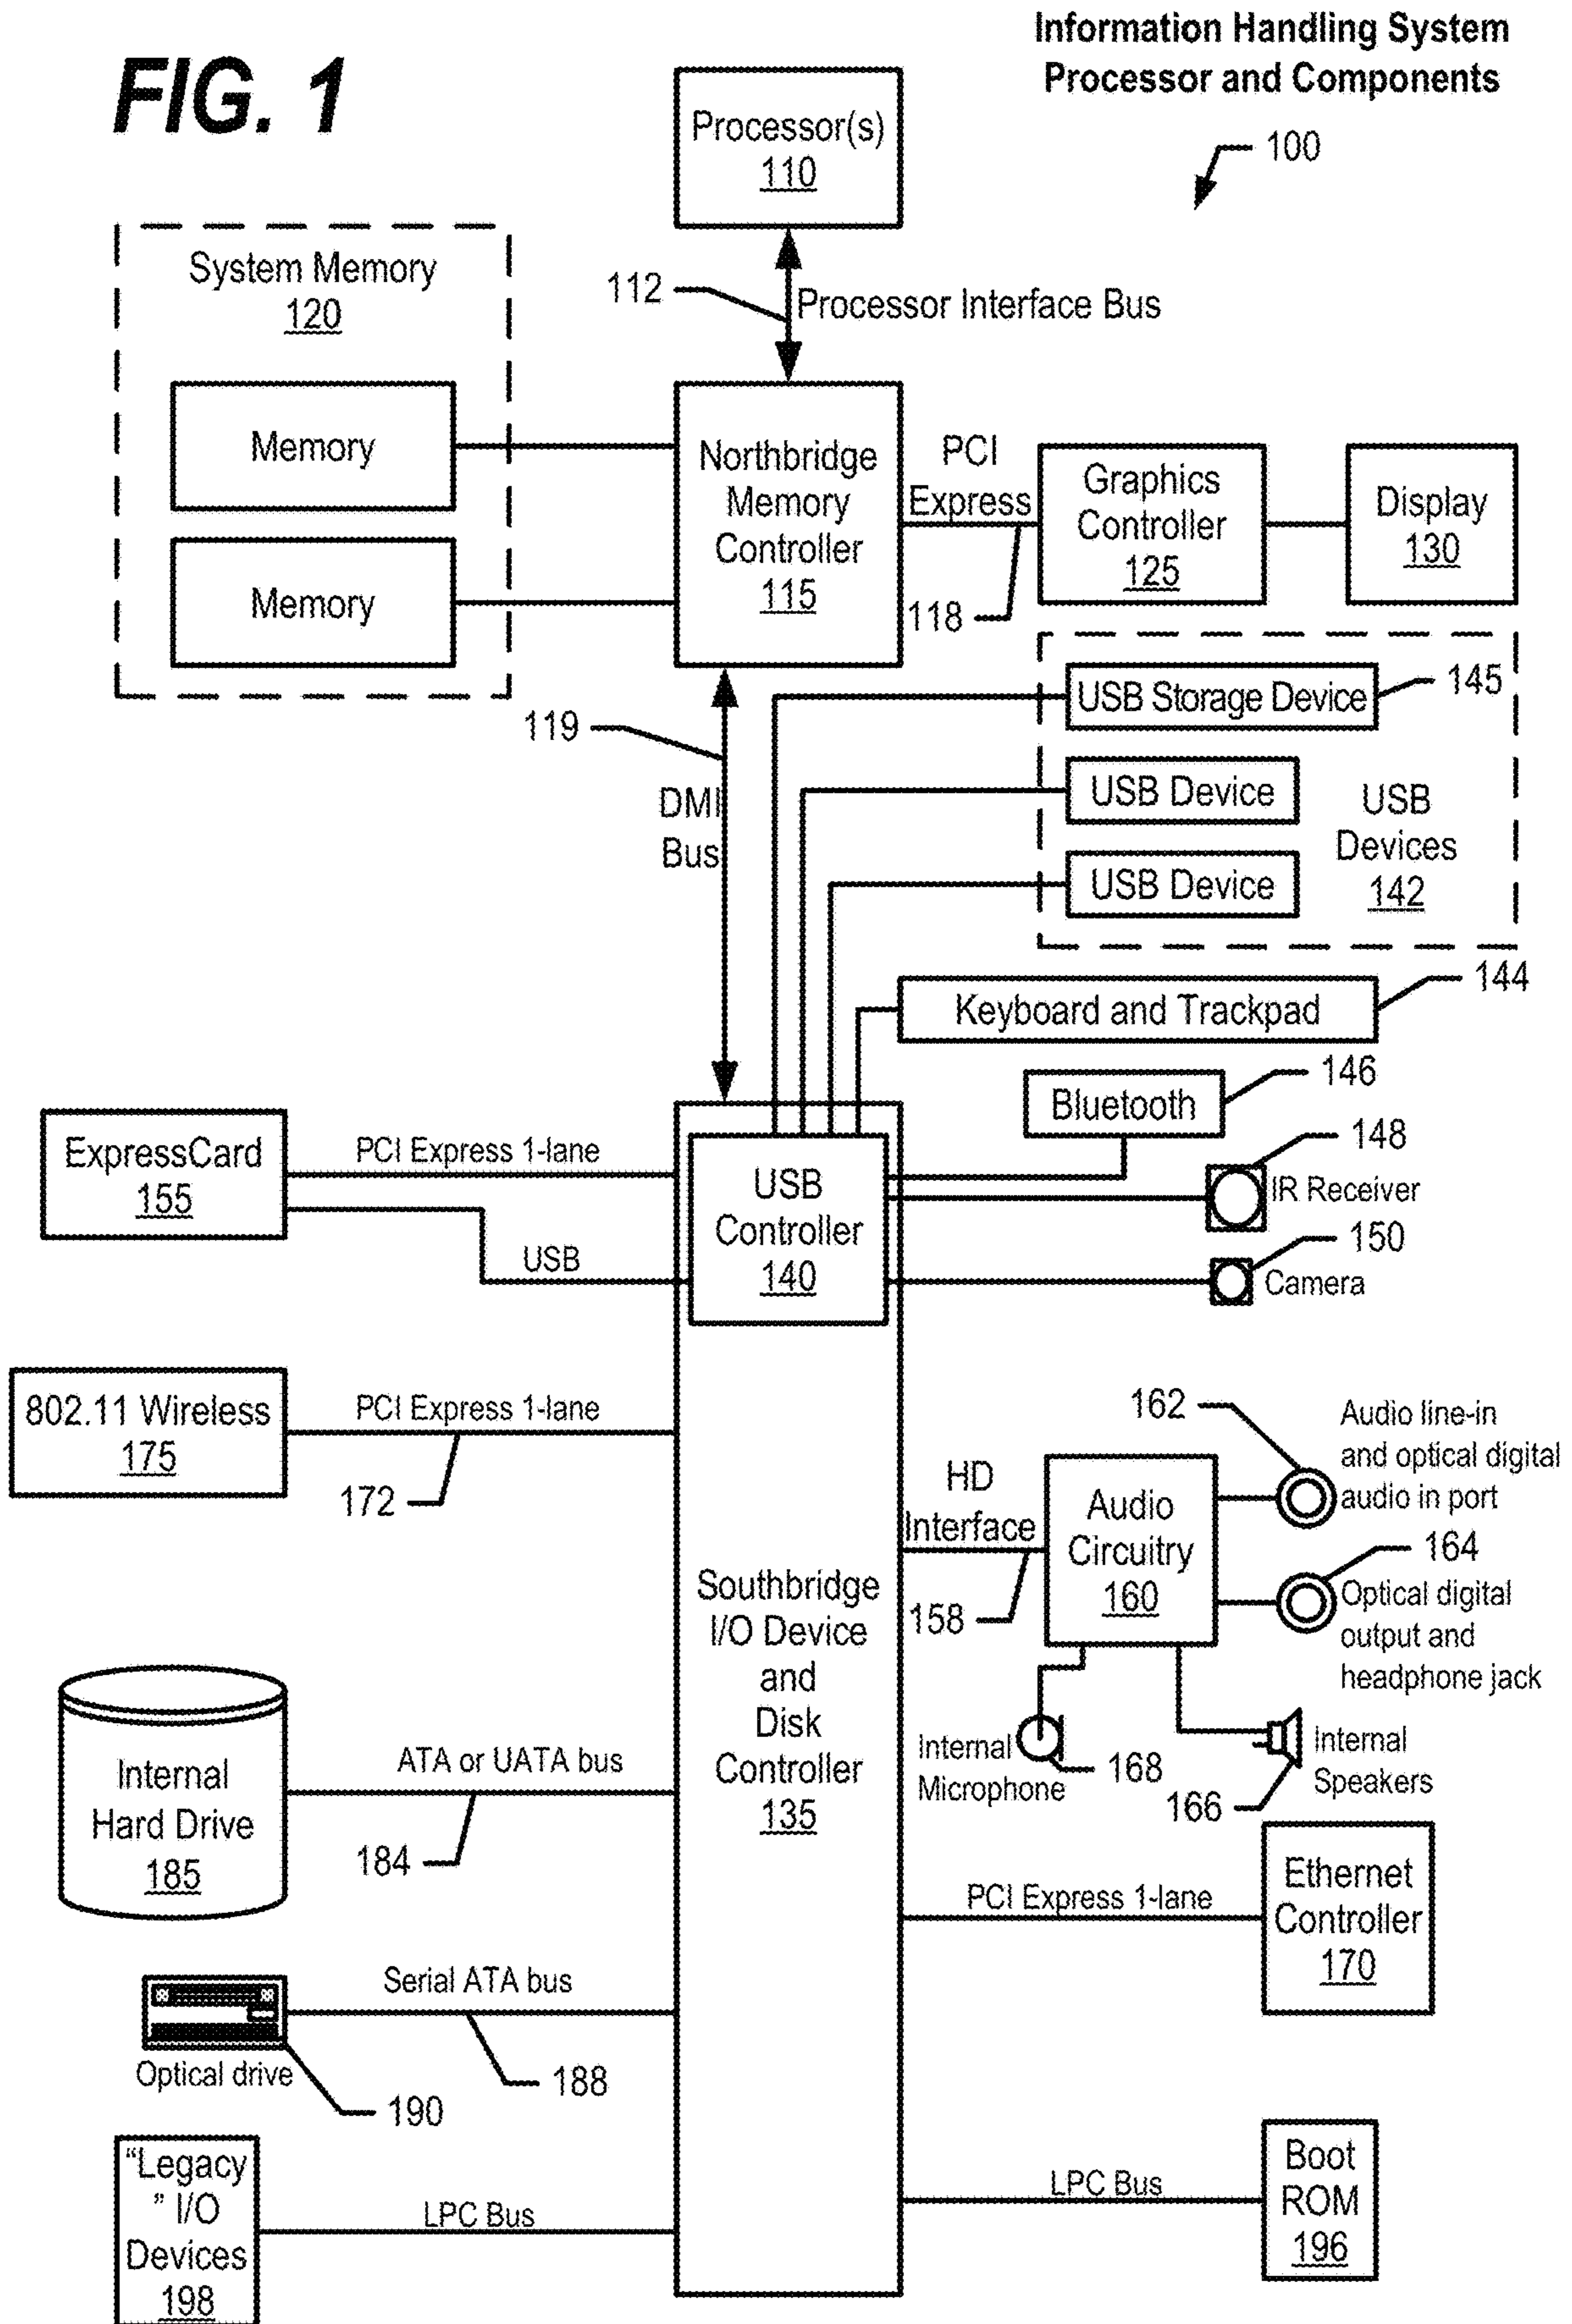 FIG. 1
Information Handling System
Processor and Components
100
Processor(s)
110
112
Processor Interface Bus
System Memory
120
Memory
Memory
Northbridge
Memory
Controller
115
PCI
Express
118
Graphics
Controller
125
Display
130
119
DMI
Bus
USB Storage Device
145
USB Device
USB Device
USB
Devices
142
Keyboard and Trackpad
144
Bluetooth
146
148
IR Receiver
150
Camera
ExpressCard
155
PCI Express 1-lane
USB
USB
Controller
140
802.11 Wireless
175
PCI Express 1-lane
172
Southbridge
I/O Device
and
Disk
Controller
135
HD
Interface
158
Audio
Circuitry
160
162
Audio line-in
and optical digital
audio in port
164
Optical digital
output and
headphone jack
Internal
Microphone
168
166
Internal
Speakers
Internal
Hard Drive
185
ATA or UATA bus
184
PCI Express 1-lane
Ethernet
Controller
170
Serial ATA bus
188
Optical drive
190
"Legacy
" I/O
Devices
198
LPC Bus
LPC Bus
Boot
ROM
196